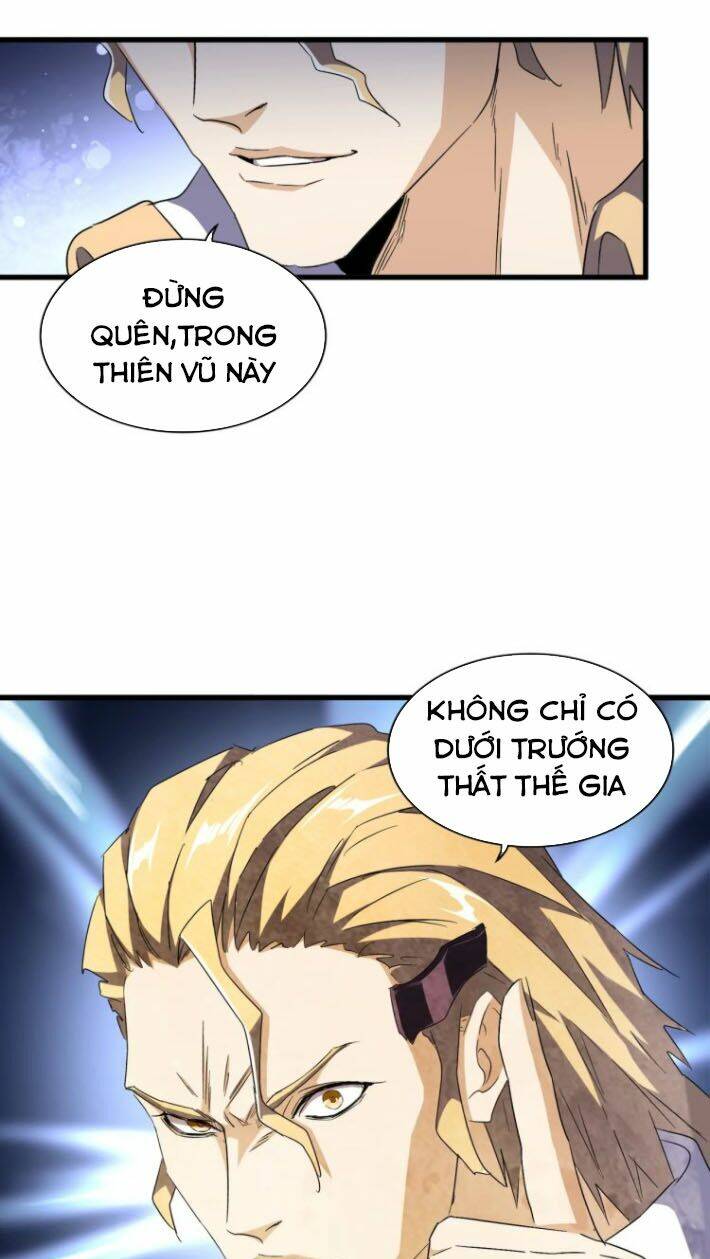 ĐỪNG
QUÊN,TRONG
THIÊN VŨ NÀY
KHÔNG CHỈ CÓ
DƯỚI TRƯỚNG
THẤT THẾ GIA